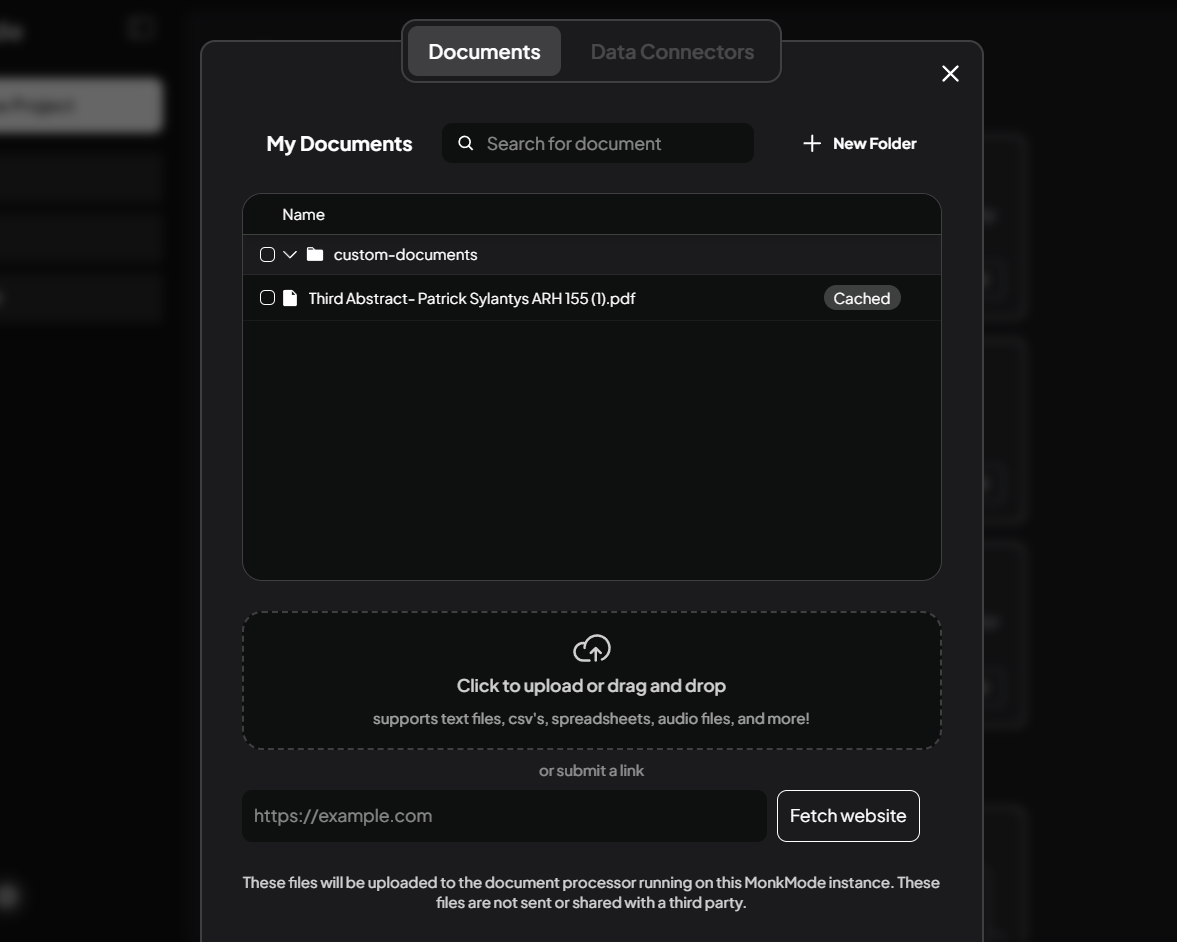 Documents
Data Connectors
My Documents
Search for document
New Folder
Name
custom-documents
Third Abstract- Patrick Sylantys ARH 155 (1).pdf
Cached
Click to upload or drag and drop
supports text files, csv's, spreadsheets, audio files, and more!
or submit a link
https://example.com
Fetch website
These files will be uploaded to the document processor running on this MonkMode instance. These
files are not sent or shared with a third party.